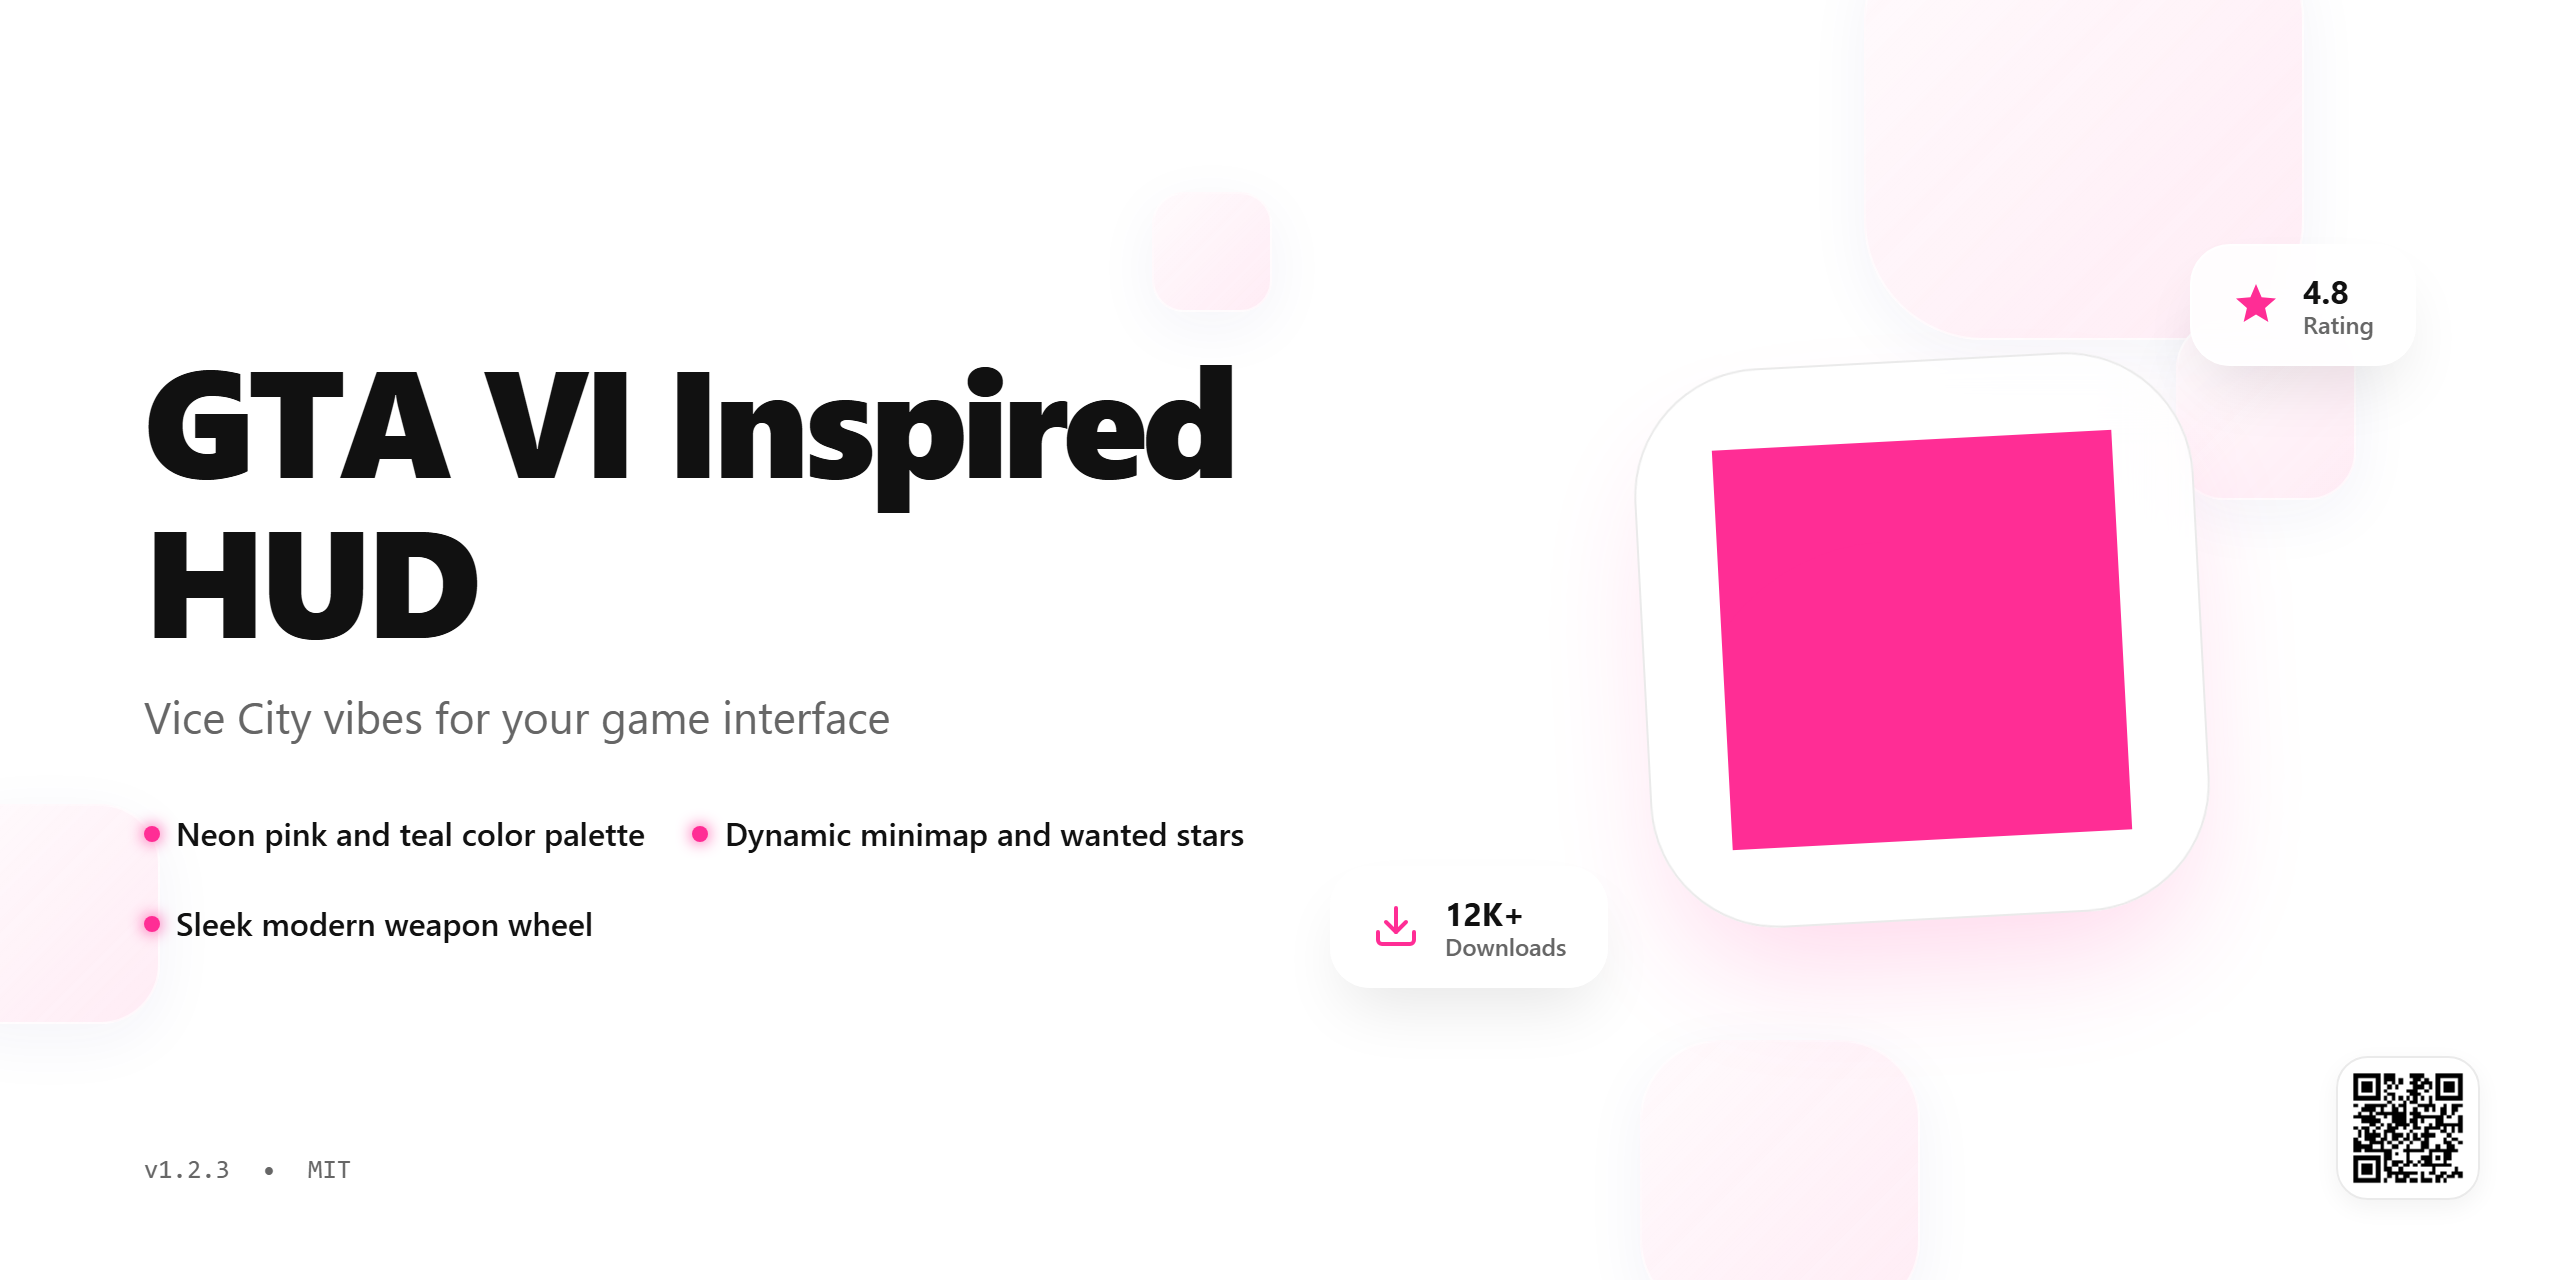 GTA VI Inspired
HUD
Vice City vibes for your game interface
Neon pink and teal color palette
Dynamic minimap and wanted stars
Sleek modern weapon wheel
4.8
Rating
12K+
Downloads
v1.2.3 • MIT